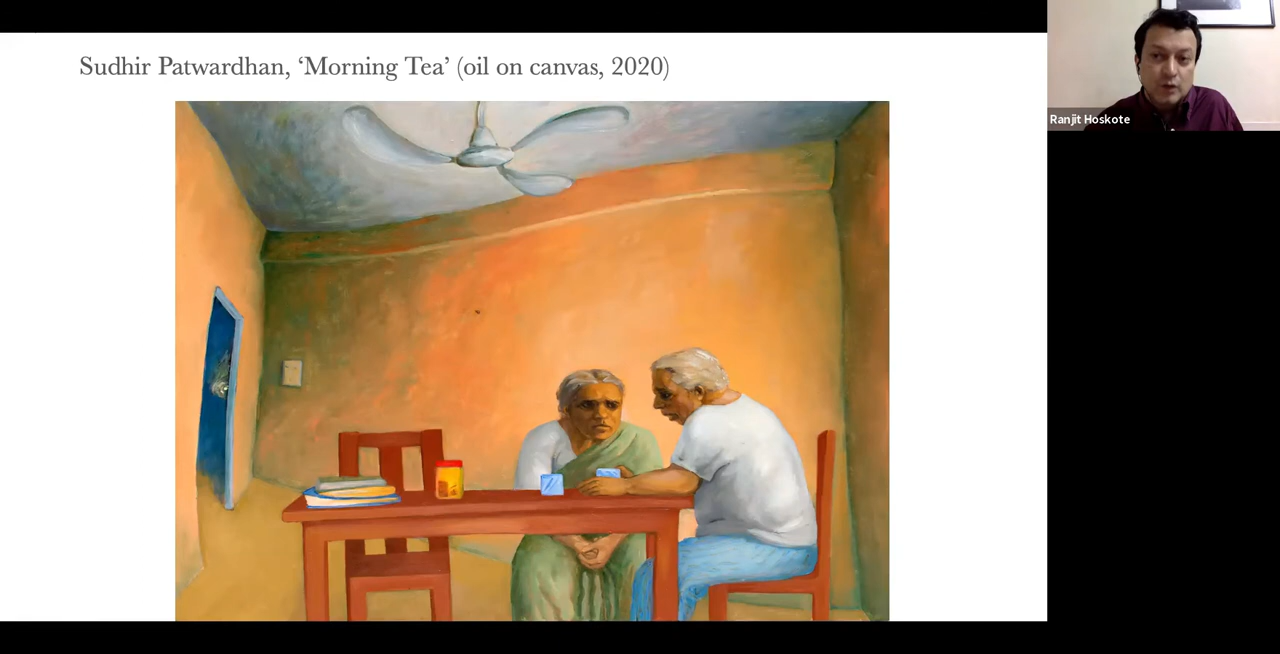 Sudhir Patwardhan, ‘Morning Tea’ (oil on canvas, 2020)
Ranjit Hoskote